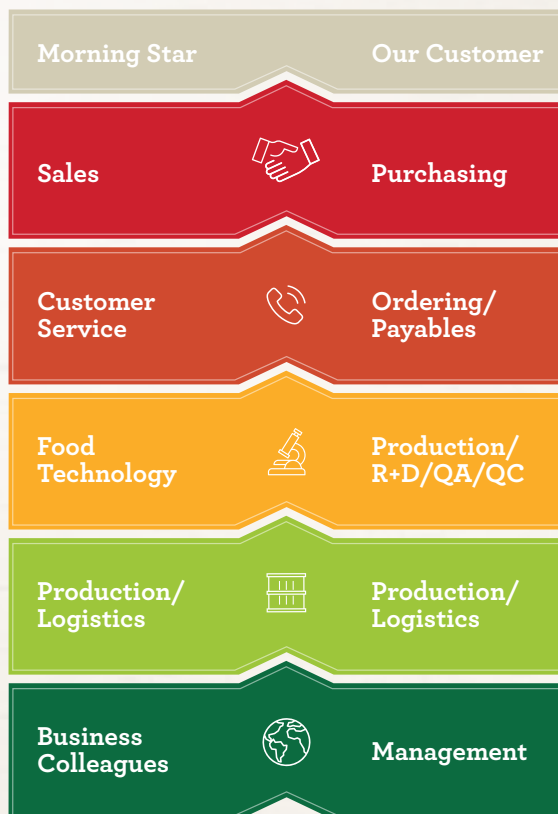 Morning Star
Our Customer
Sales
Purchasing
Customer
Service
Ordering/
Payables
Food
Technology
Production/
R+D/QA/QC
Production/
Logistics
Production/
Logistics
Business
Colleagues
Management